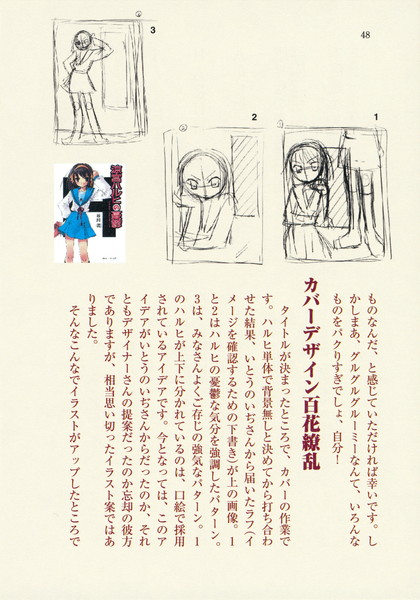 48
3
2
1
涼宮ハルヒの憂鬱
谷川 流
ものなんだ、と感じていただければ幸いです。し
かしまあ、グルグルグルーミーなんて、いろんな
ものをパクりすぎでしょ、自分！
カバーデザイン百花繚乱
タイトルが決まったところで、カバーの作業で
す。ハルヒ単体で背景無しと決めてから打ち合わ
せた結果、いとうのいぢさんから届いたラフ（イ
メージを確認するための下書き）が上の画像。1
と2はハルヒの憂鬱な気分を強調したパターン。
3は、みなさんよくご存じの強気なパターン。1
のハルヒが上下に分かれているのは、口絵で採用
されているアイデアです。今となっては、このア
イデアがいとうのいぢさんからだったのか、それ
ともデザイナーさんの提案だったのか忘却の彼方
でありますが、相当思い切ったイラスト案ではあ
りました。
そんなこんなでイラストがアップしたところで